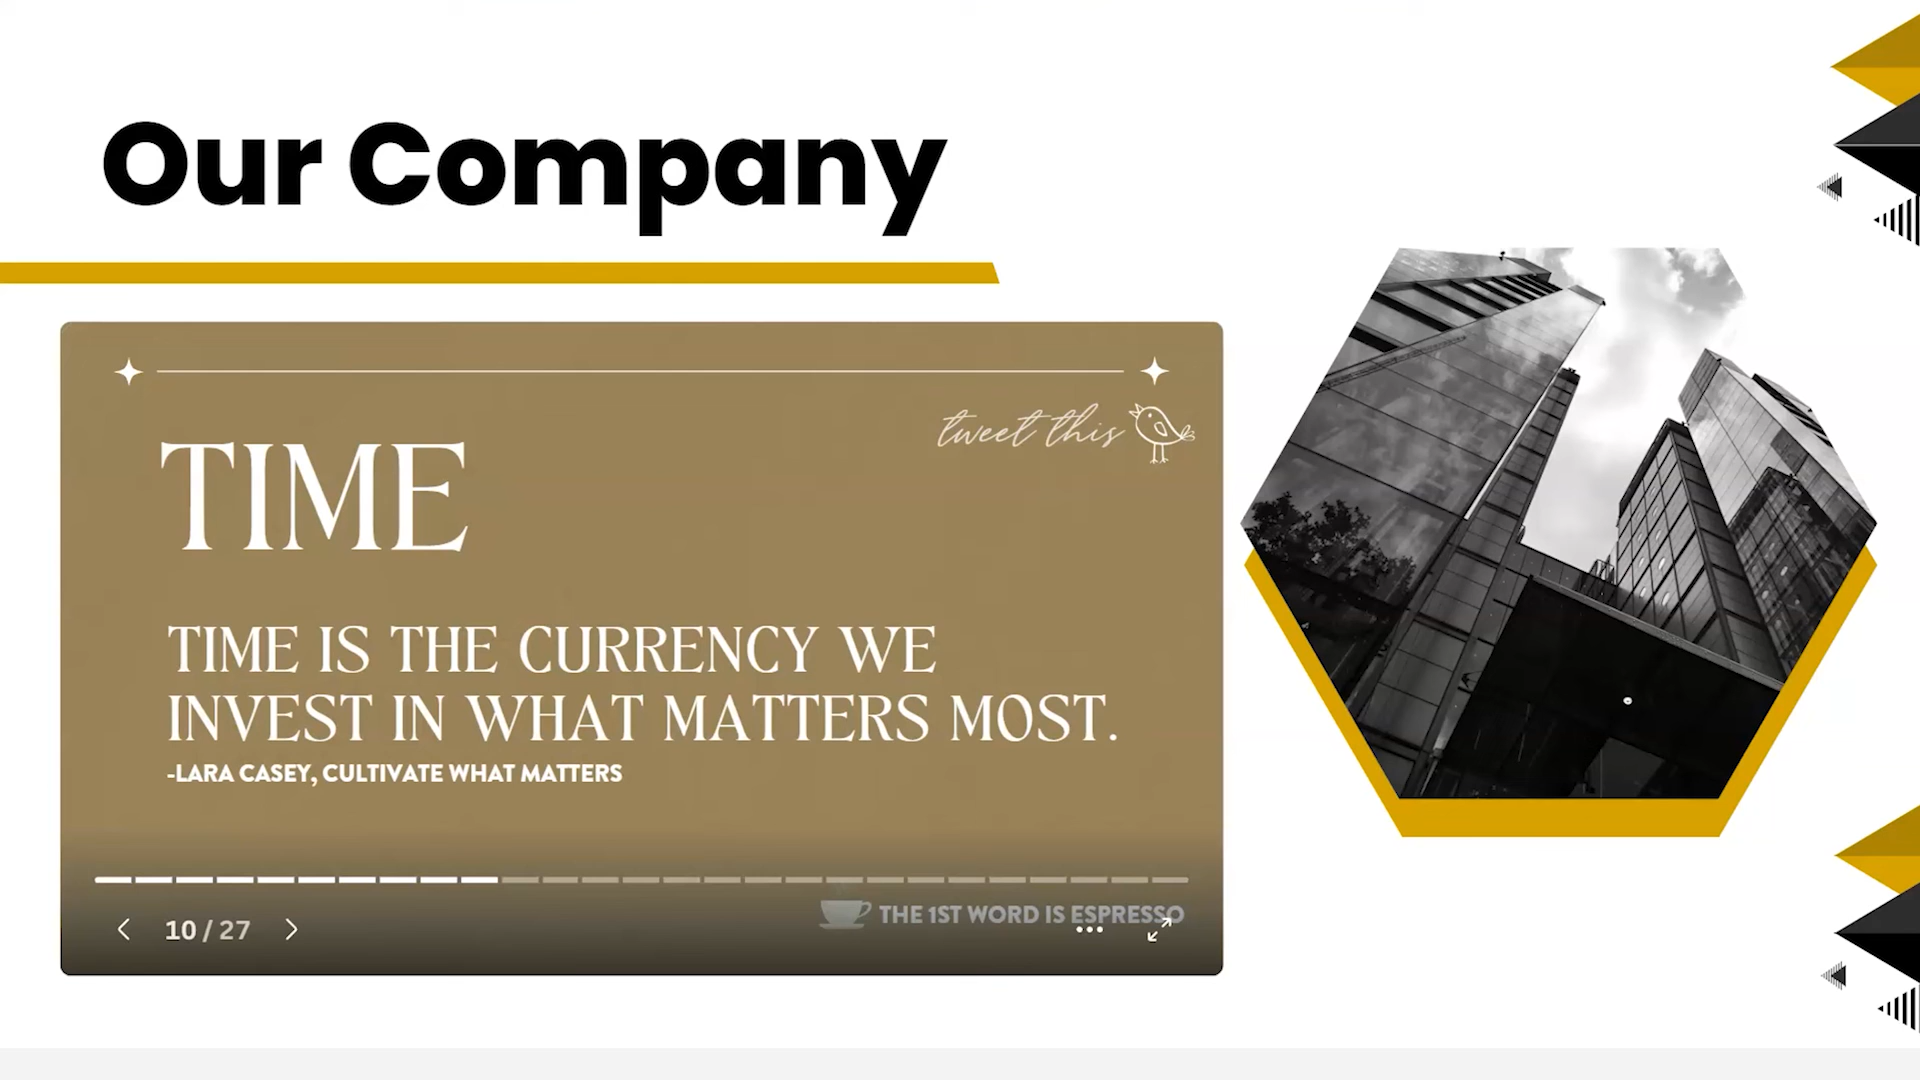 Our Company
tweet this
TIME
TIME IS THE CURRENCY WE
INVEST IN WHAT MATTERS MOST.
-LARA CASEY, CULTIVATE WHAT MATTERS
THE 1ST WORD IS ESPRESSO
10 / 27